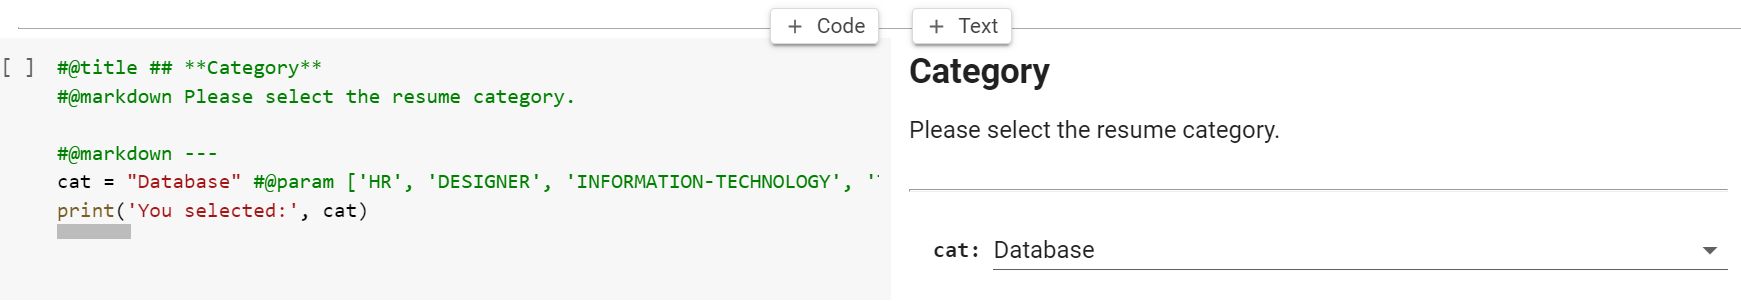 + Code + Text
[ ] #@title ## **Category**
#@markdown Please select the resume category.
#@markdown ---
cat = "Database" #@param ['HR', 'DESIGNER', 'INFORMATION-TECHNOLOGY',
print('You selected:', cat)
Category
Please select the resume category.
cat: Database